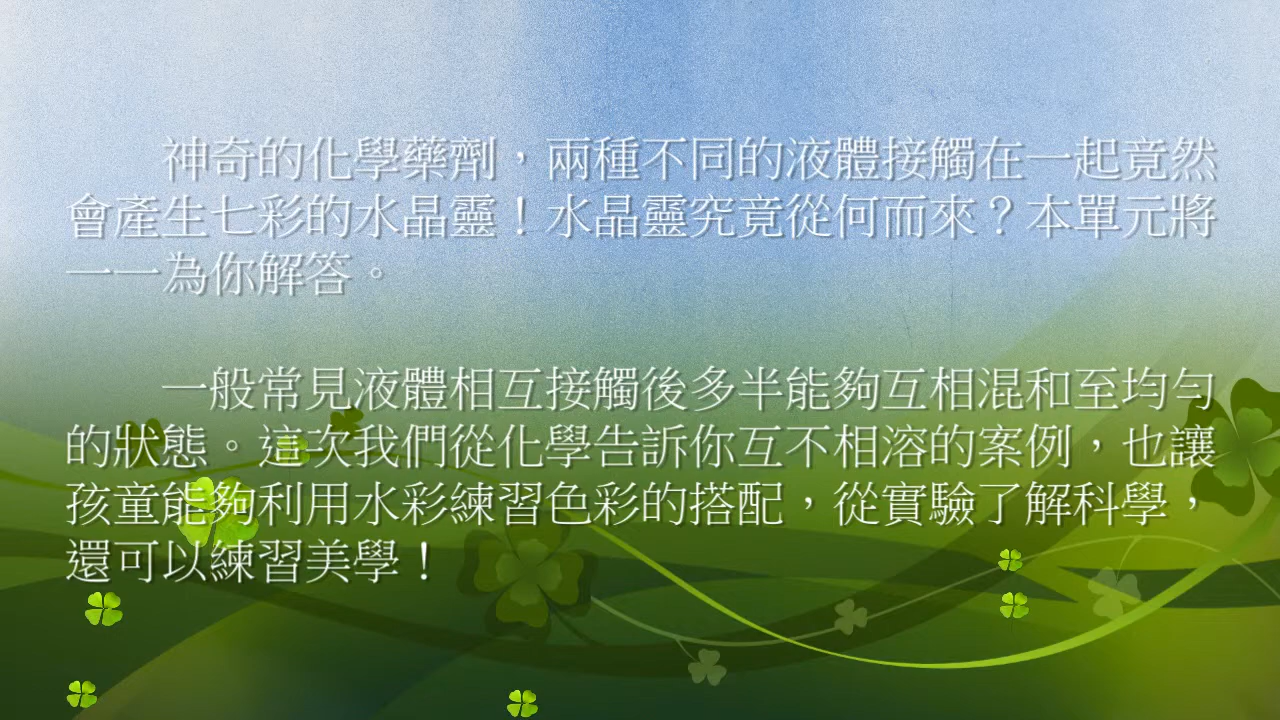 神奇的化學藥劑，兩種不同的液體接觸在一起竟然
會產生七彩的水晶靈！水晶靈究竟從何而來？本單元將
一一為你解答。
一般常見液體相互接觸後多半能夠互相混和至均勻
的狀態。這次我們從化學告訴你互不相溶的案例，也讓
孩童能夠利用水彩練習色彩的搭配，從實驗了解科學，
還可以練習美學！